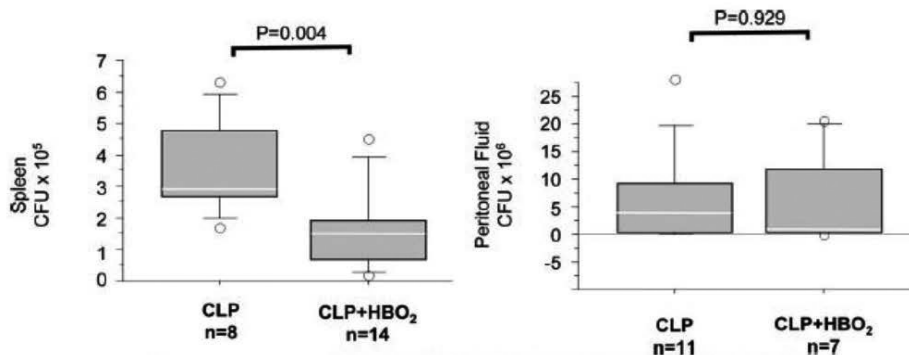 P=0.004
Spleen
CFU x 10⁵
7
6
5
4
3
2
1
0
CLP
n=8
CLP+HBO₂
n=14
P=0.929
Peritoneal Fluid
CFU x 10⁶
25
20
15
10
5
0
-5
CLP
n=11
CLP+HBO₂
n=7